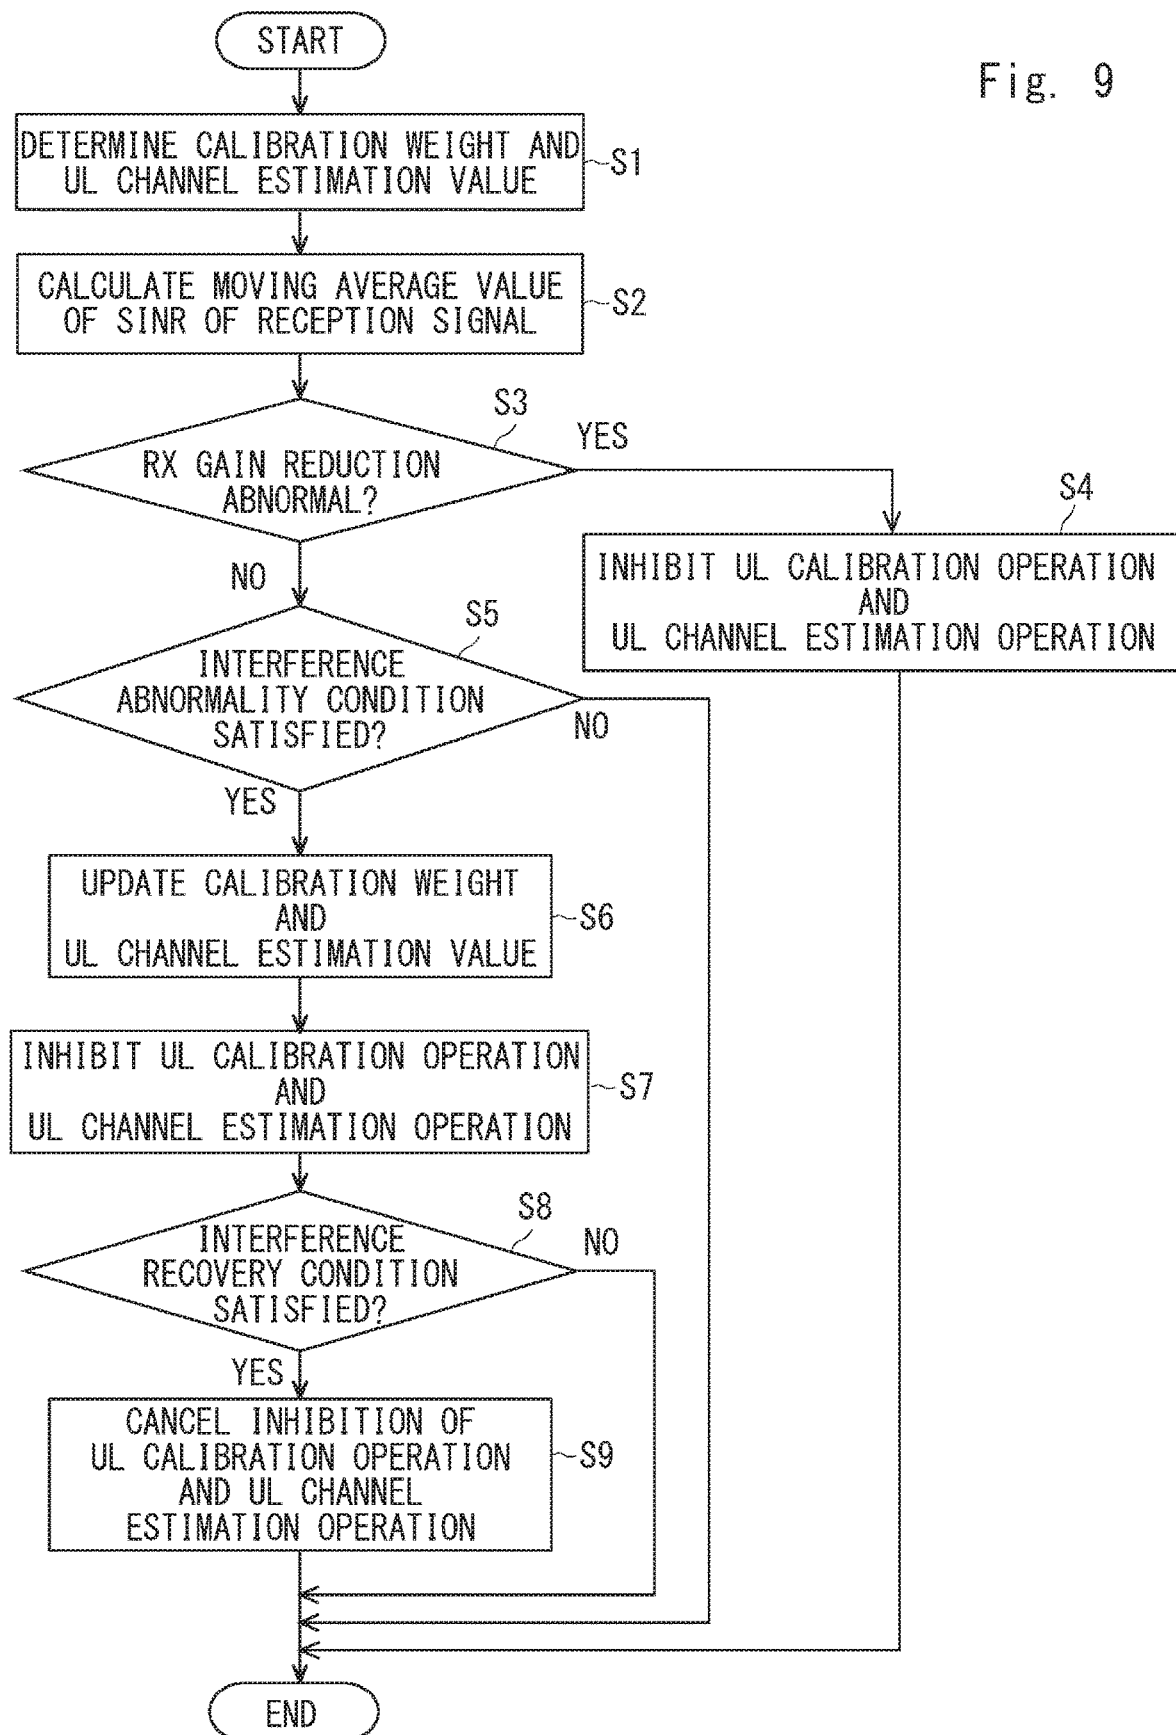 START
Fig. 9
DETERMINE CALIBRATION WEIGHT AND
UL CHANNEL ESTIMATION VALUE
S1
CALCULATE MOVING AVERAGE VALUE
OF SINR OF RECEPTION SIGNAL
S2
S3
RX GAIN REDUCTION
ABNORMAL?
YES
NO
S4
INHIBIT UL CALIBRATION OPERATION
AND
UL CHANNEL ESTIMATION OPERATION
S5
INTERFERENCE
ABNORMALITY CONDITION
SATISFIED?
NO
YES
UPDATE CALIBRATION WEIGHT
AND
UL CHANNEL ESTIMATION VALUE
S6
INHIBIT UL CALIBRATION OPERATION
AND
UL CHANNEL ESTIMATION OPERATION
S7
S8
INTERFERENCE
RECOVERY CONDITION
SATISFIED?
NO
YES
CANCEL INHIBITION OF
UL CALIBRATION OPERATION
AND UL CHANNEL
ESTIMATION OPERATION
S9
END